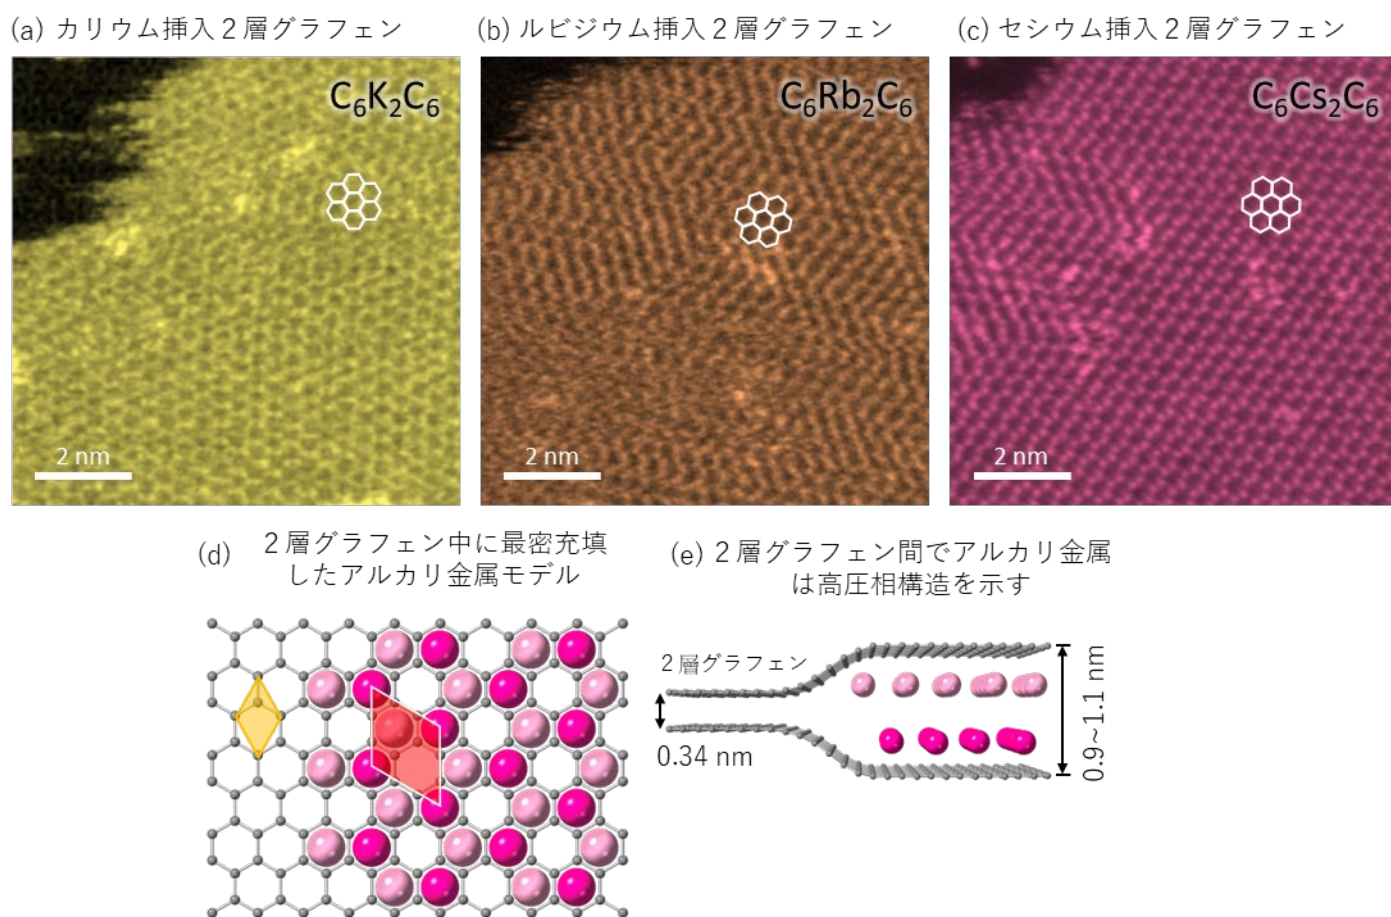 (a) カリウム挿入２層グラフェン
(b) ルビジウム挿入２層グラフェン
(c) セシウム挿入２層グラフェン
C₆K₂C₆
C₆Rb₂C₆
C₆Cs₂C₆
2 nm
2 nm
2 nm
(d) ２層グラフェン中に最密充填
したアルカリ金属モデル
(e) ２層グラフェン間でアルカリ金属
は高圧相構造を示す
２層グラフェン
0.34 nm
0.9~1.1 nm